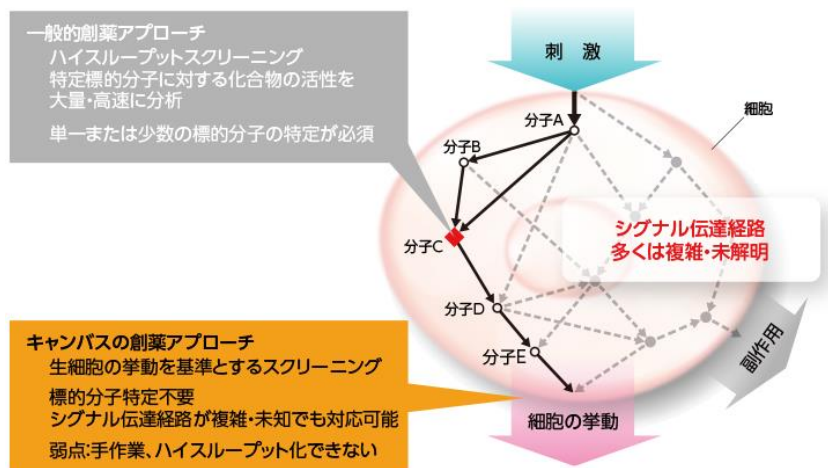 一般的創薬アプローチ
ハイスループットスクリーニング
特定標的分子に対する化合物の活性を
大量・高速に分析
単一または少数の標的分子の特定が必須
刺 激
細胞
分子A
分子B
分子C
シグナル伝達経路
多くは複雑・未解明
分子D
分子E
副作用
キャンバスの創薬アプローチ
生細胞の挙動を基準とするスクリーニング
標的分子特定不要
シグナル伝達経路が複雑・未知でも対応可能
弱点:手作業、ハイスループット化できない
細胞の挙動